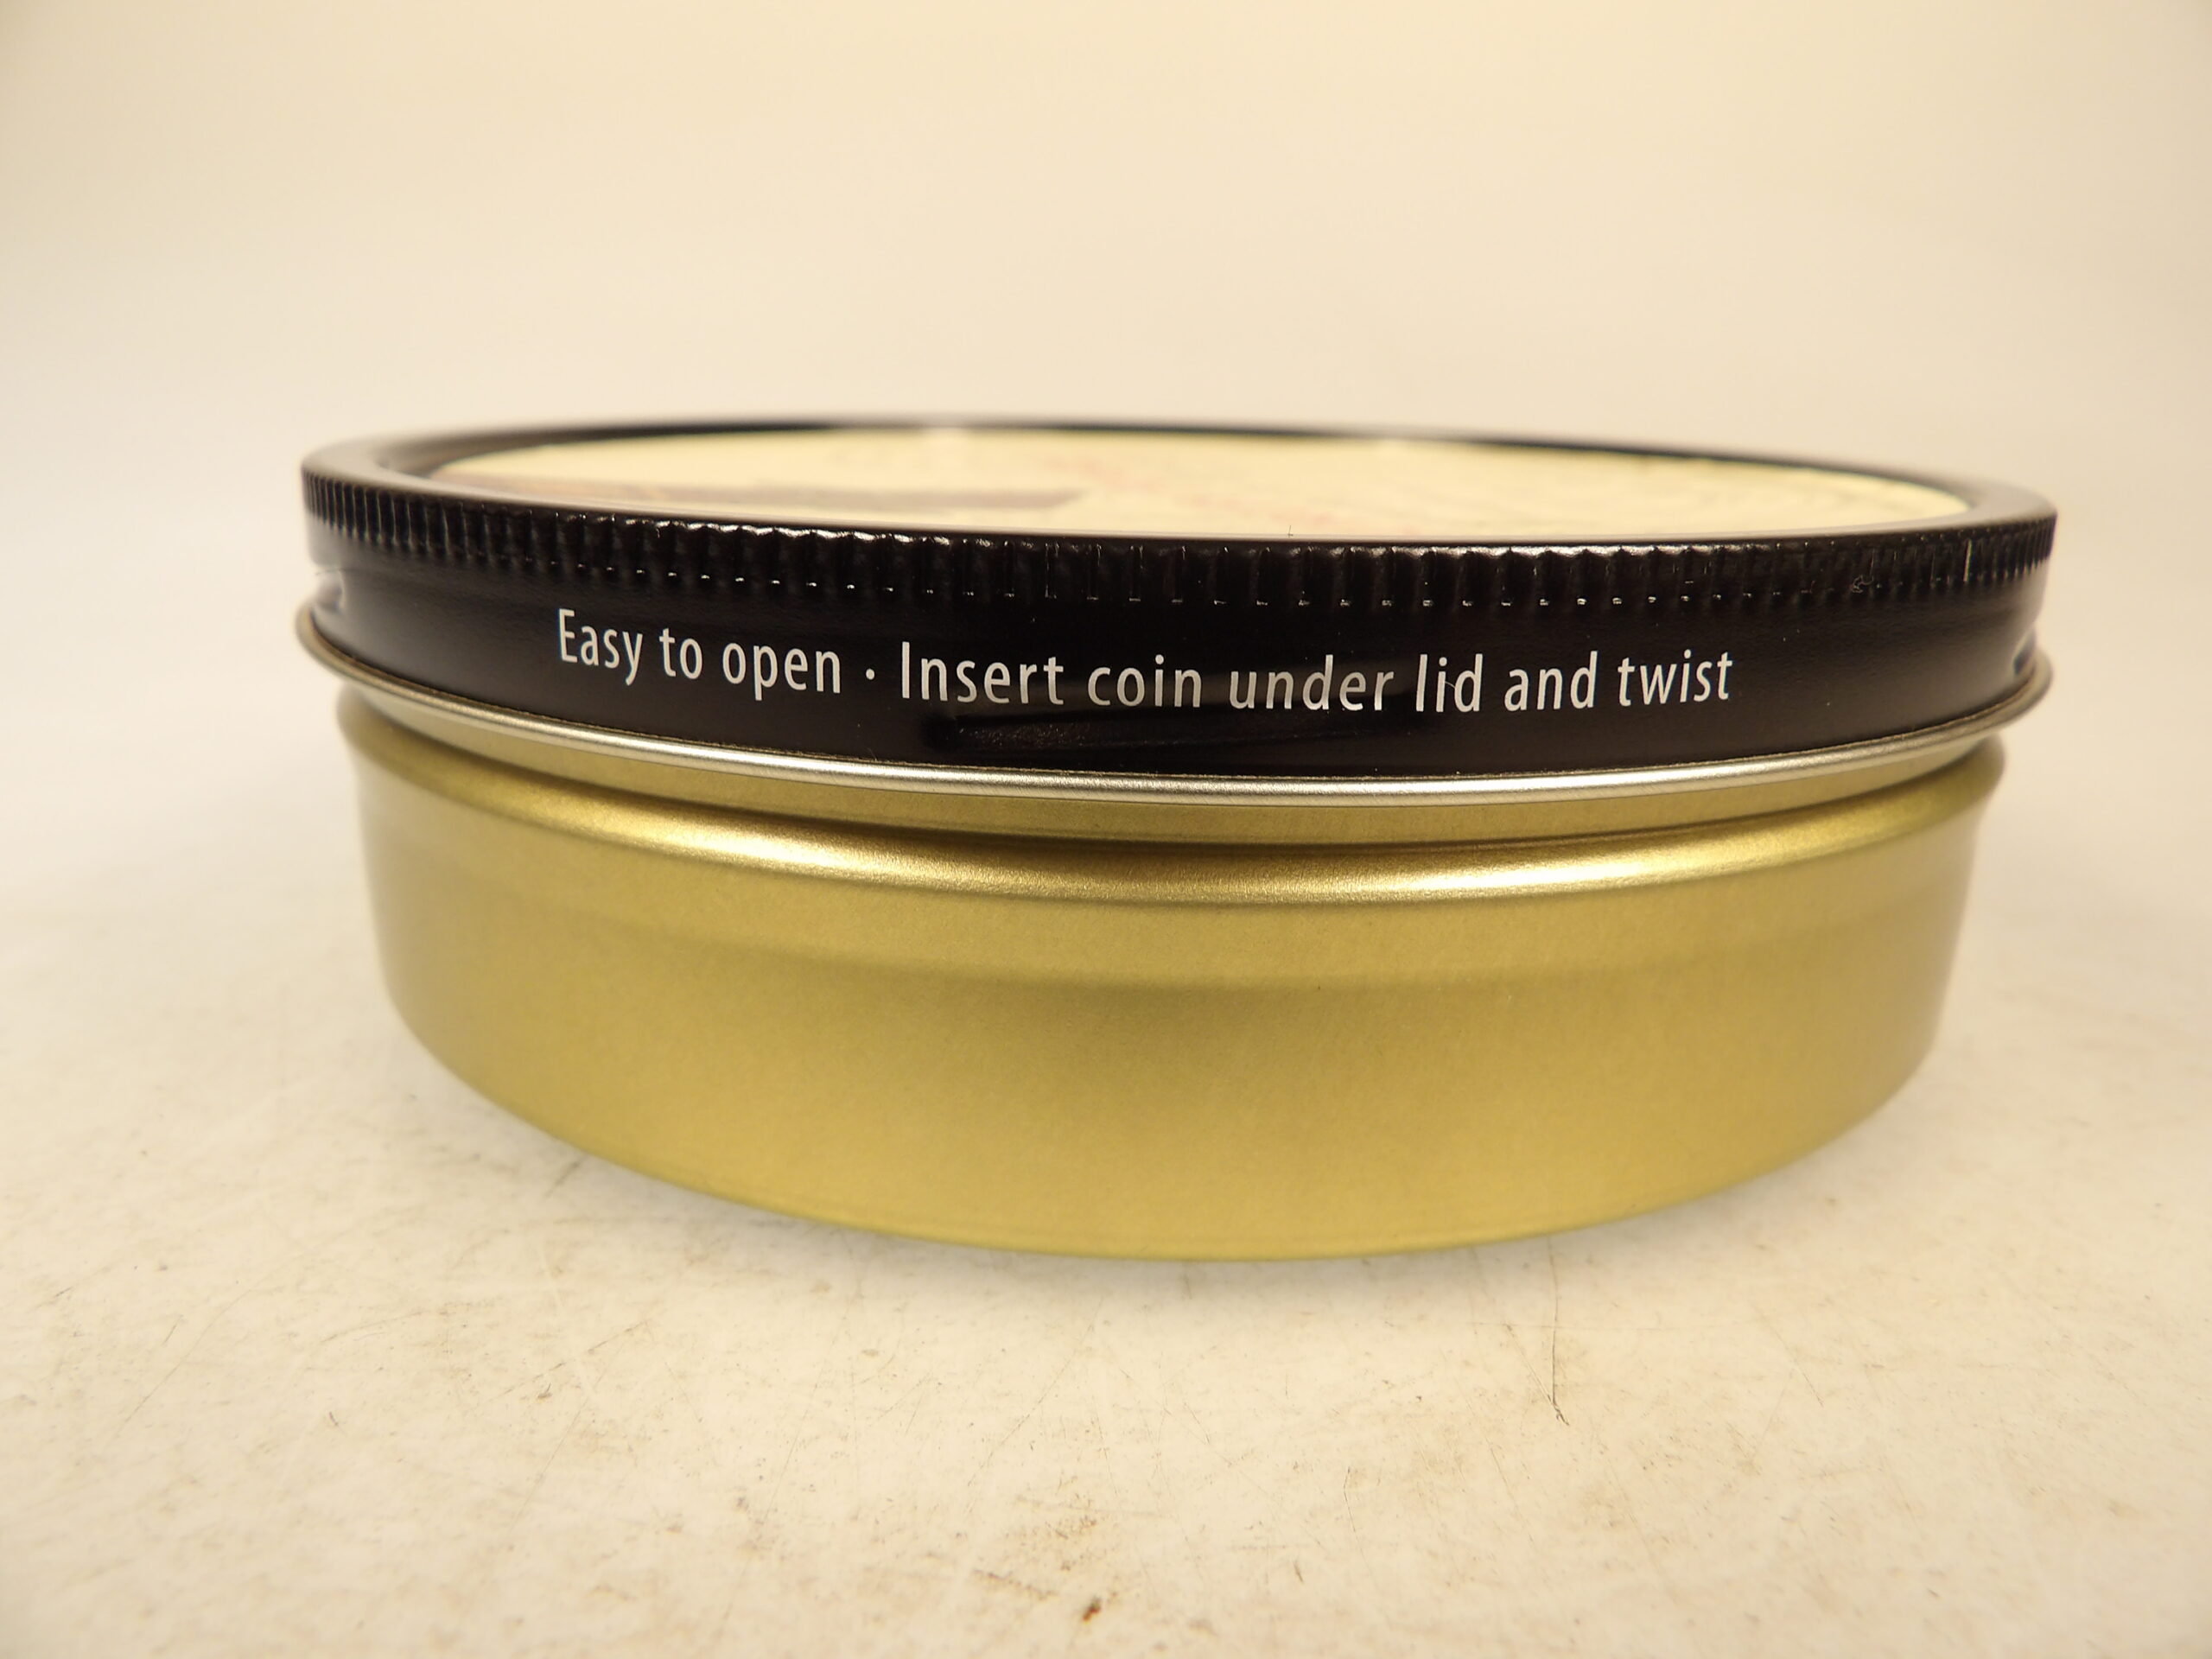 Easy to open · Insert coin under lid and twist